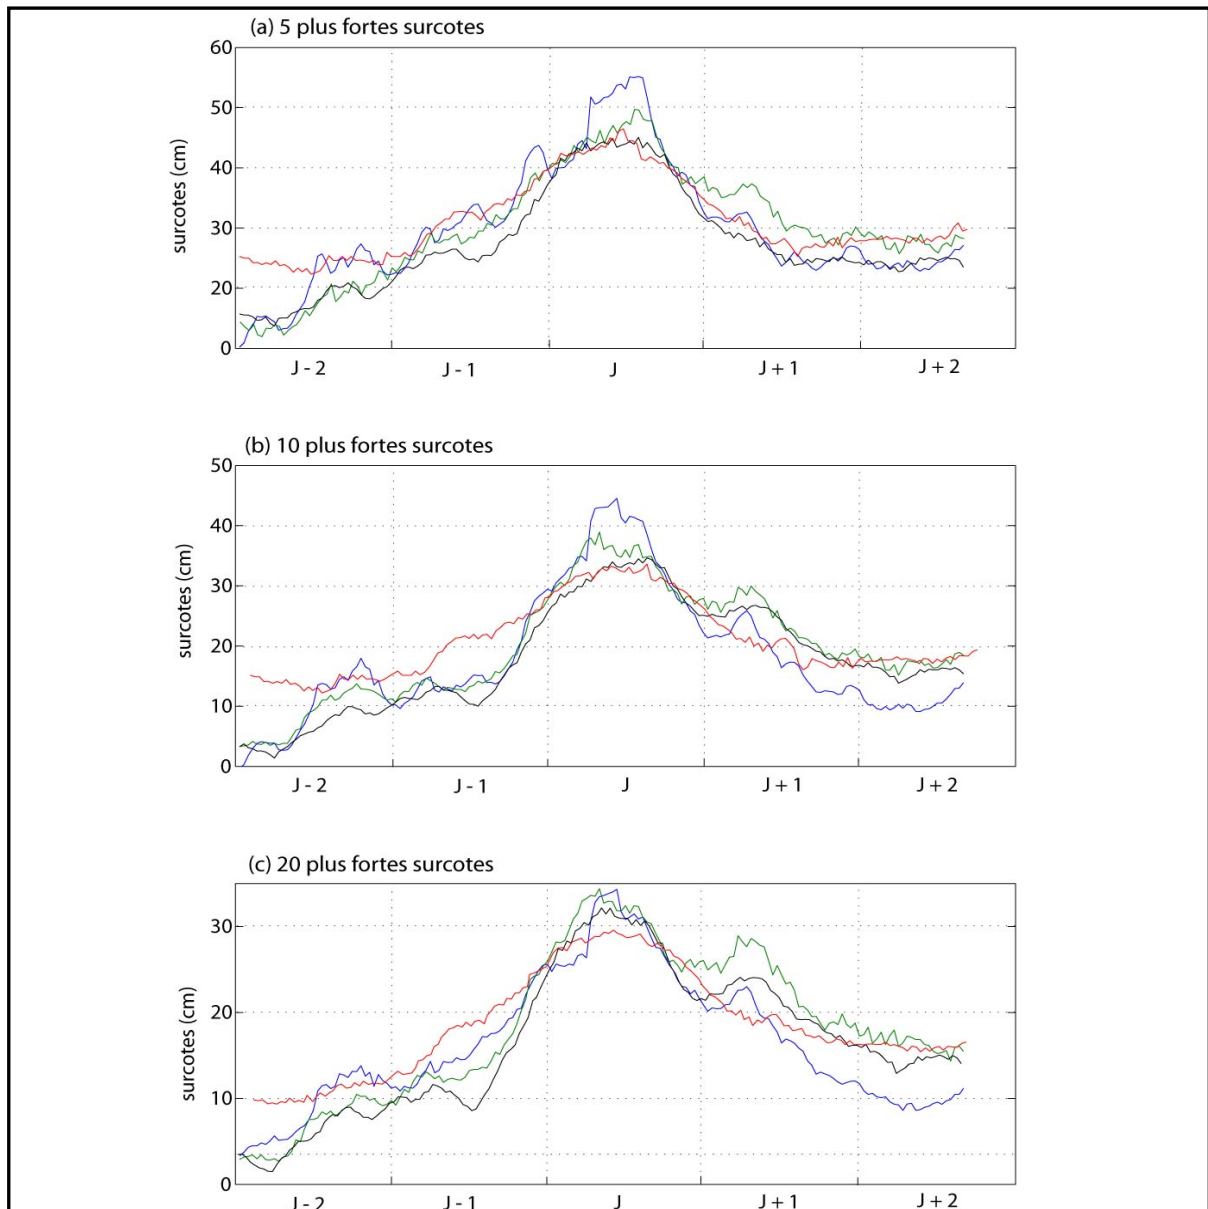 (a) 5 plus fortes surcotes
60
50
40
30
20
0
surcotes (cm)
J - 2 J - 1 J J + 1 J + 2
(b) 10 plus fortes surcotes
50
40
30
20
10
0
surcotes (cm)
J - 2 J - 1 J J + 1 J + 2
(c) 20 plus fortes surcotes
30
20
10
0
surcotes (cm)
J - 2 J - 1 J J + 1 J + 2